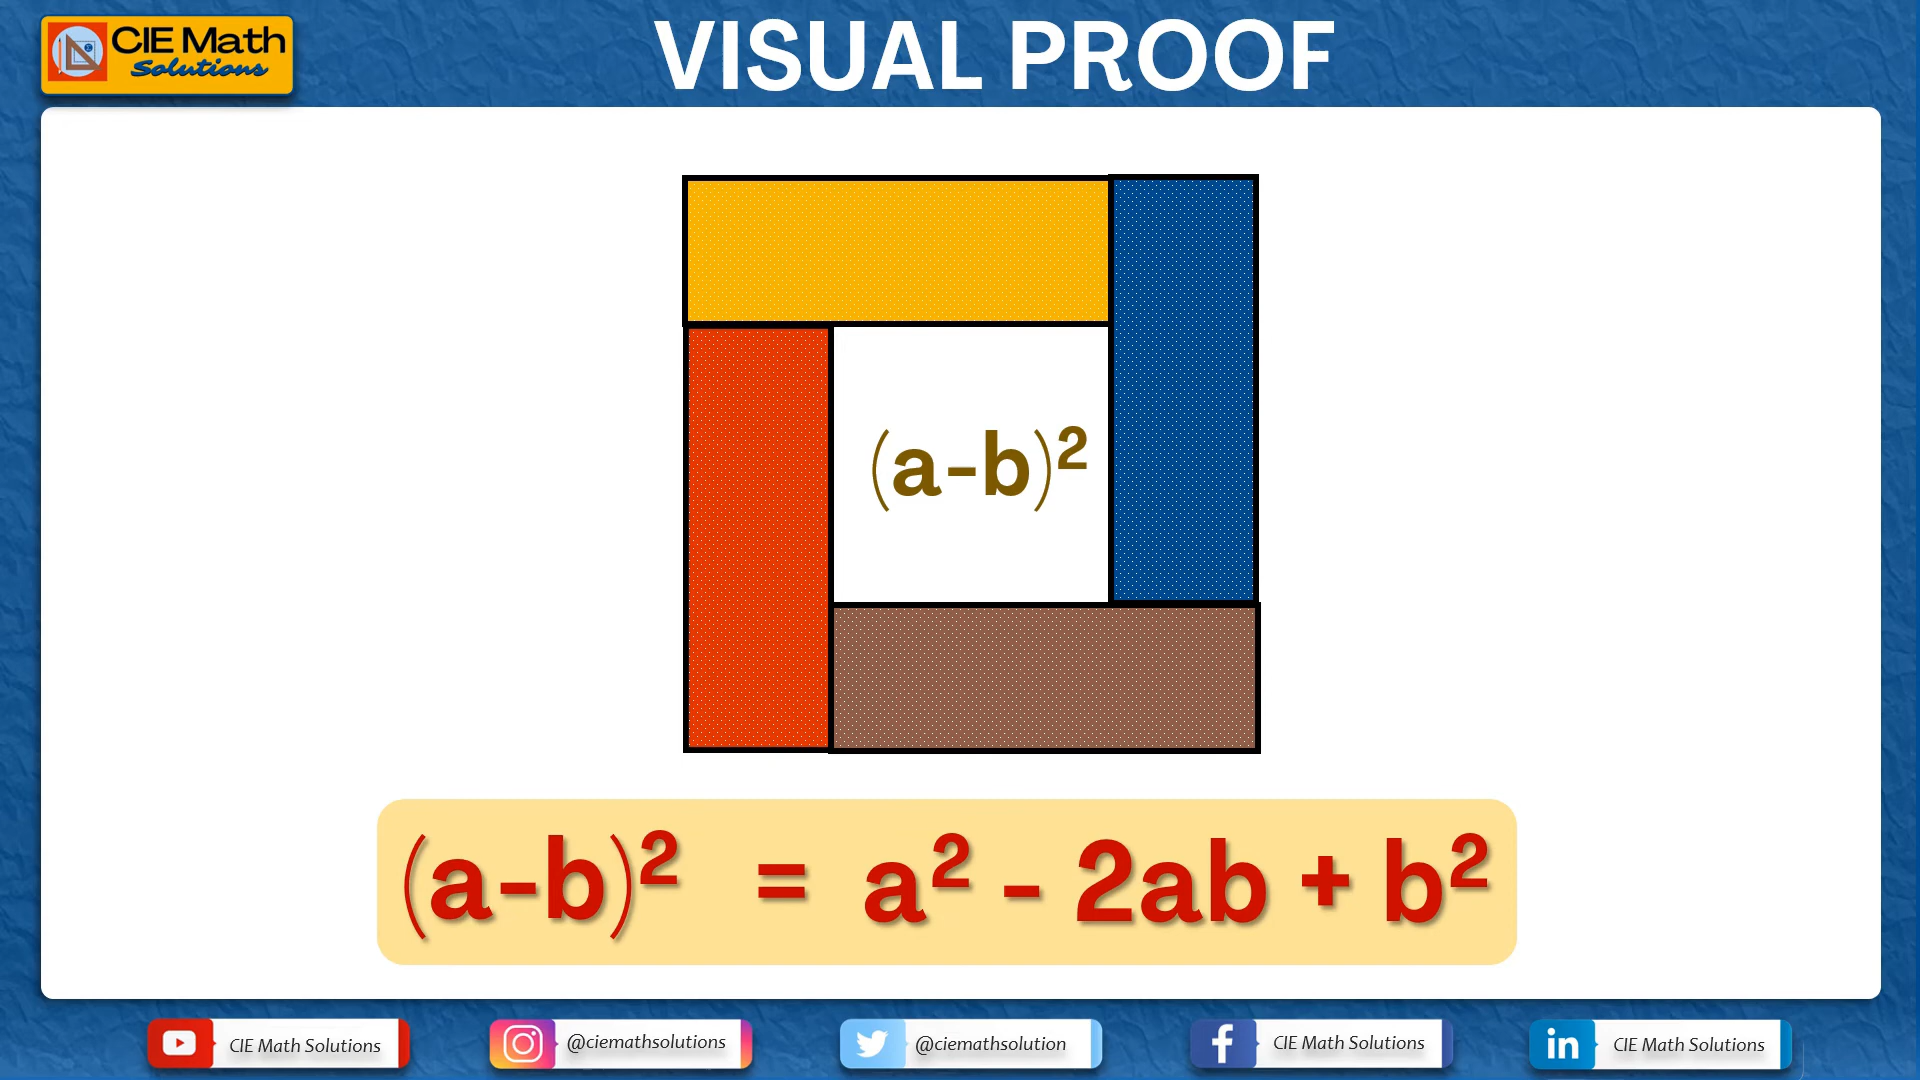 CIE Math
Solutions
VISUAL PROOF
(a-b)²
(a-b)² = a² - 2ab + b²
CIE Math Solutions
@ciemathsolutions
@ciemathsolution
CIE Math Solutions
in
CIE Math Solutions